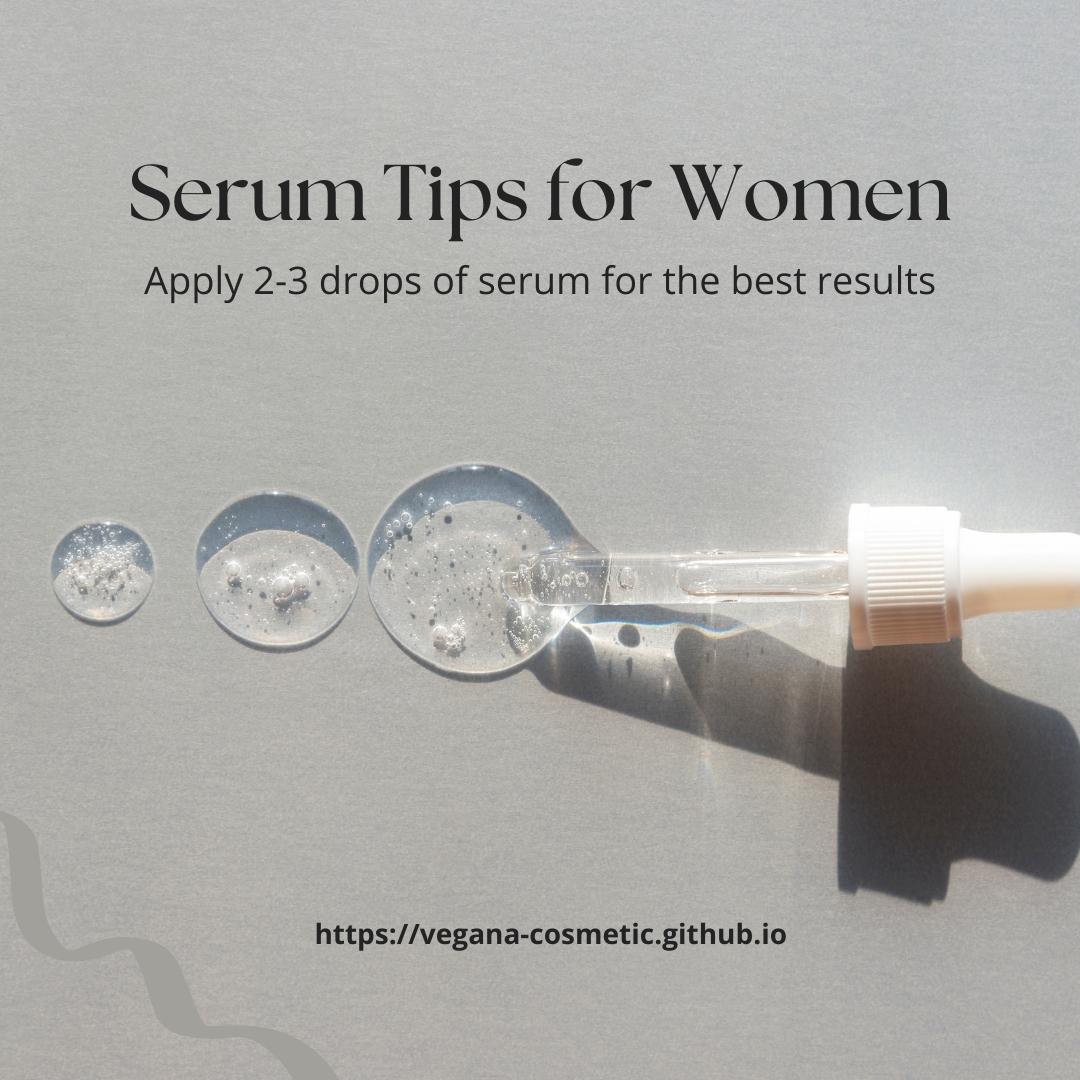 Serum Tips for Women
Apply 2-3 drops of serum for the best results
https://vegana-cosmetic.github.io